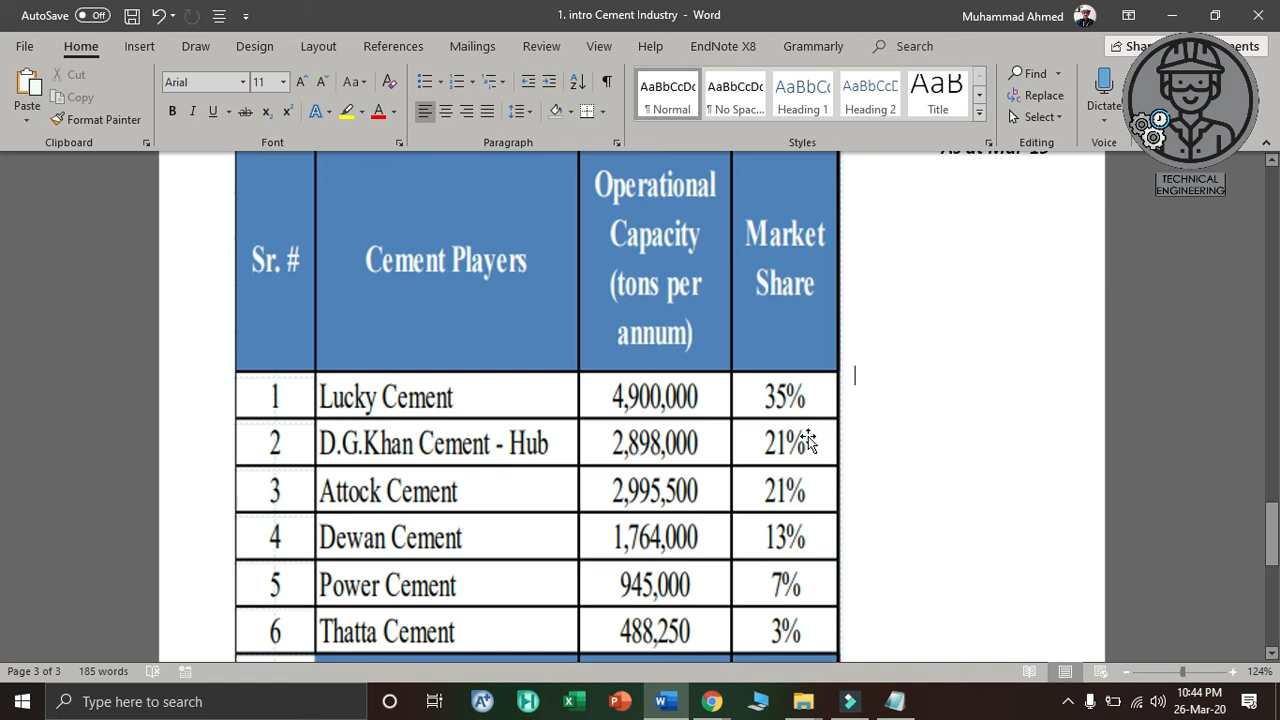 AutoSave Off
1. intro Cement Industry - Word
Muhammad Ahmed
File Home Insert Draw Design Layout References Mailings Review View Help EndNote X8 Grammarly Search
Paste
Cut
Copy
Format Painter
Clipboard
Arial 11
Aa
B I U ab x₂ x² A A
Font
Paragraph
AaBbCcDc AaBbCcDc AaBbC AaBbCc AaB
¶ Normal ¶ No Spac... Heading 1 Heading 2 Title
Styles
Find
Replace
Select
Editing
Dictate
Voice
TECHNICAL
ENGINEERING
Sr. # Cement Players Operational Capacity (tons per annum) Market Share
1 Lucky Cement 4,900,000 35%
2 D.G.Khan Cement - Hub 2,898,000 21%
3 Attock Cement 2,995,500 21%
4 Dewan Cement 1,764,000 13%
5 Power Cement 945,000 7%
6 Thatta Cement 488,250 3%
Page 3 of 3 185 words
124%
Type here to search
10:44 PM
26-Mar-20